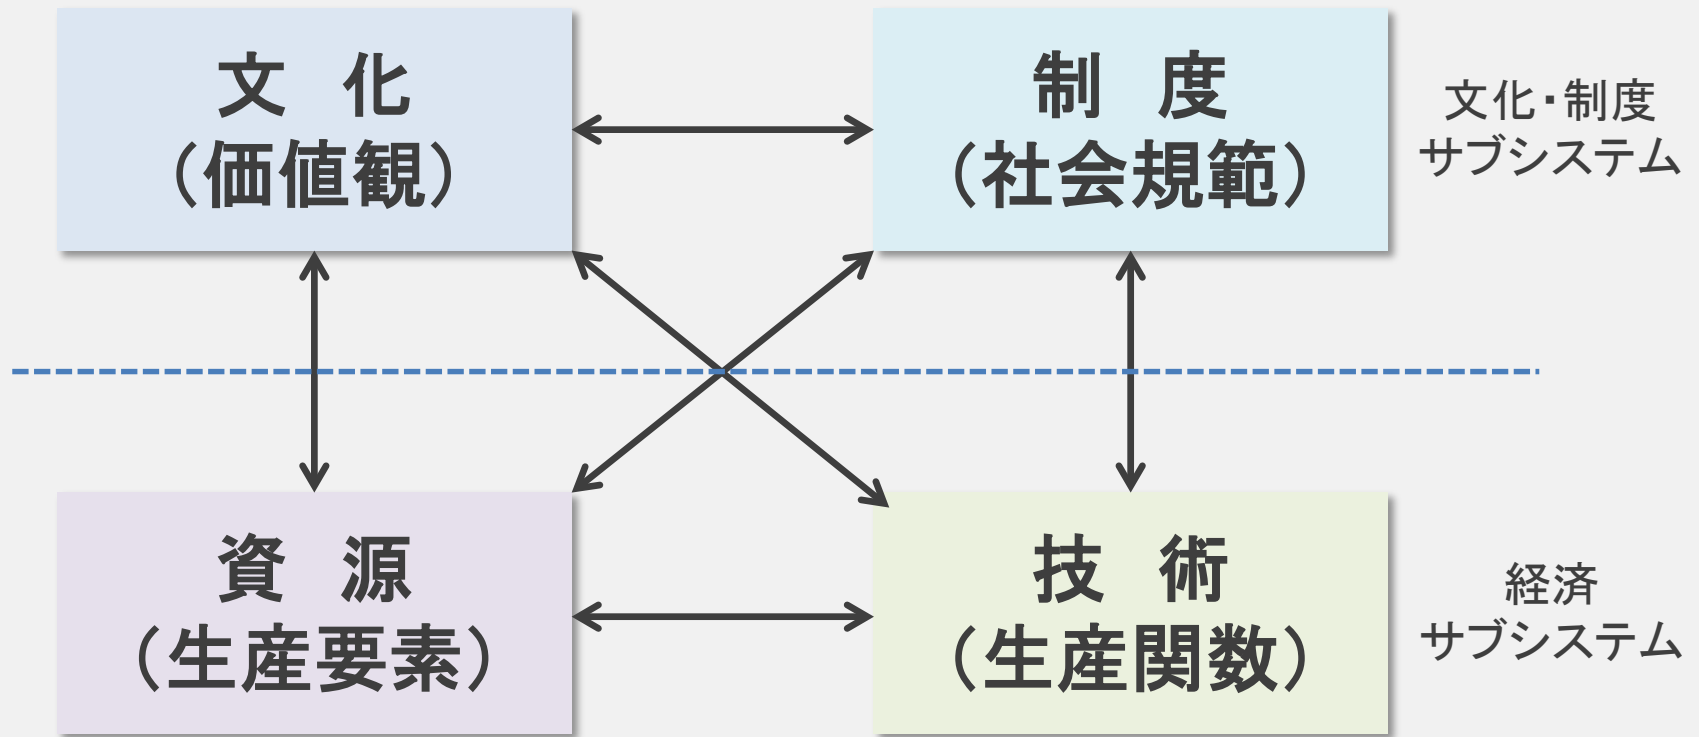 文　化
（価値観）
制　度
（社会規範）
文化・制度
サブシステム
資　源
（生産要素）
技　術
（生産関数）
経済
サブシステム